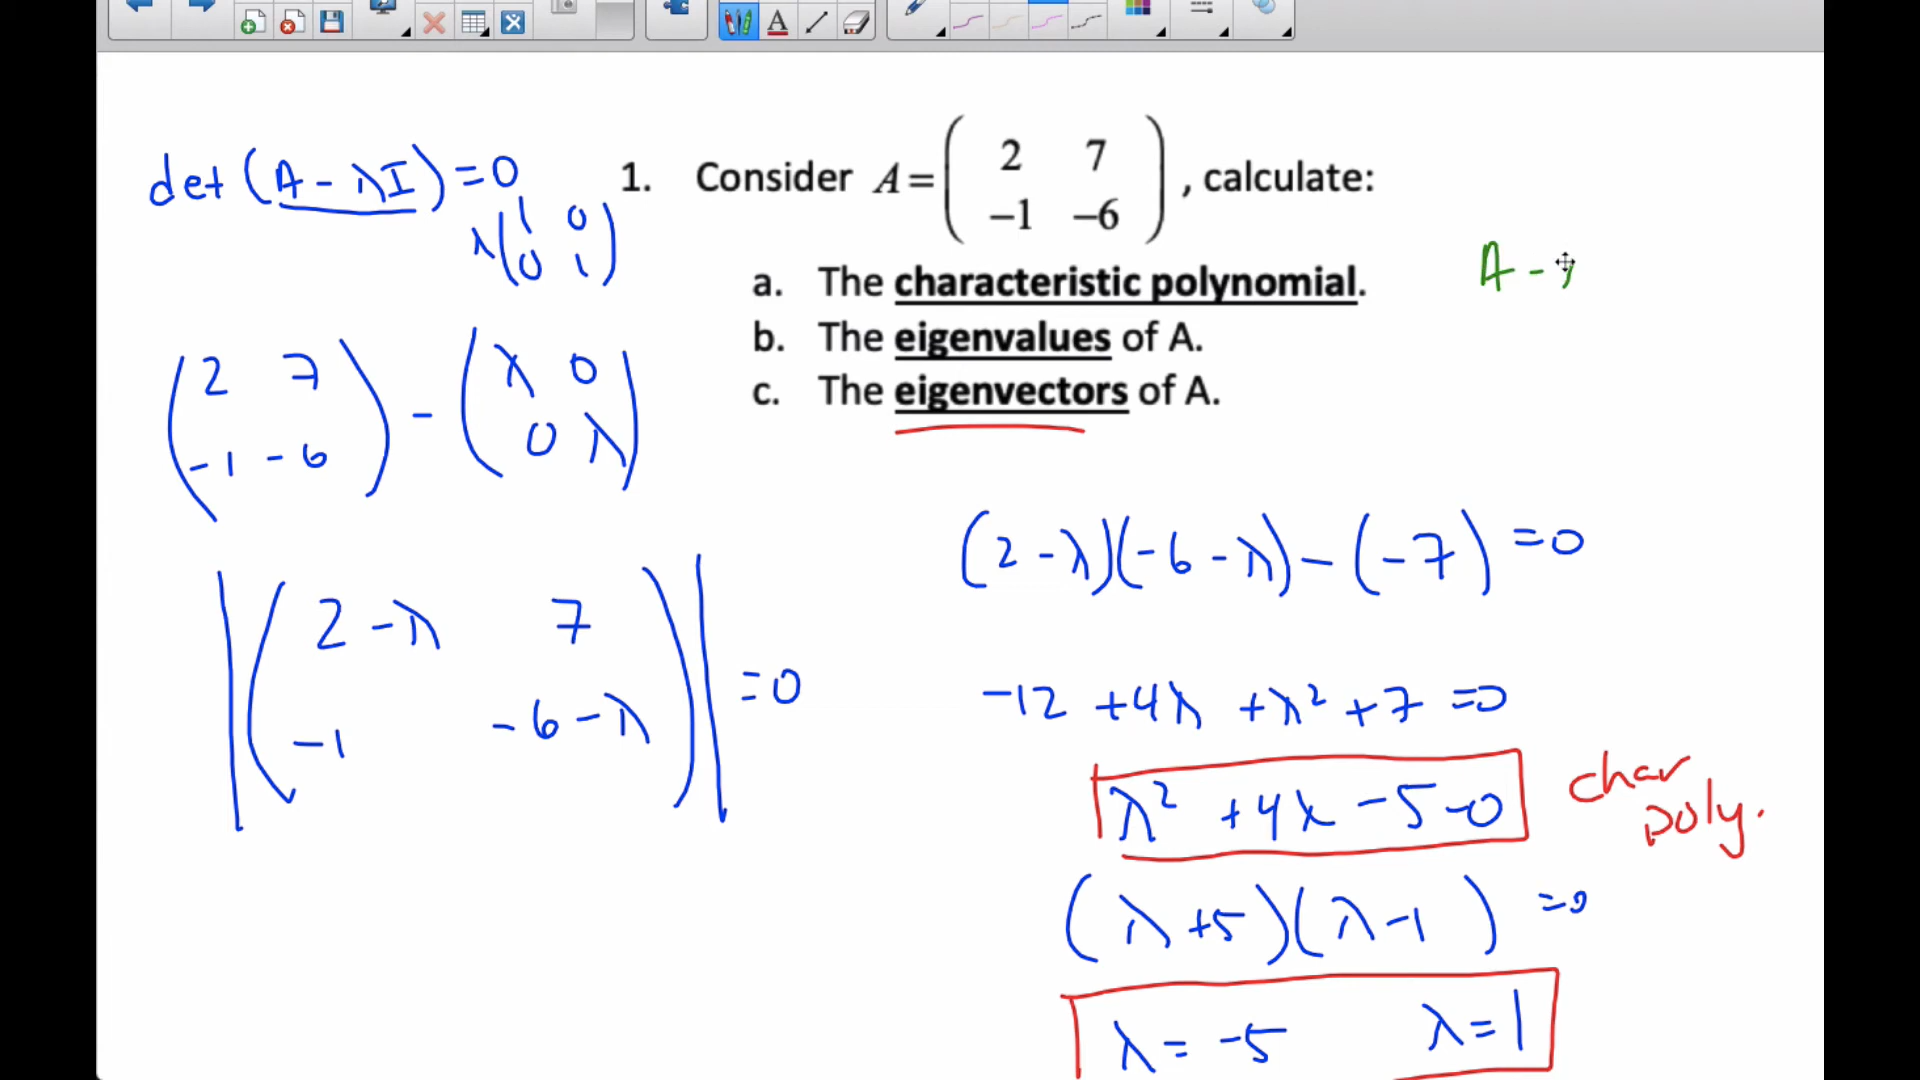 det (A - λI) = 0
λ(1 0
0 1)
1. Consider A = ( 2 7
-1 -6 ) , calculate:
a. The characteristic polynomial.
b. The eigenvalues of A.
c. The eigenvectors of A.
A -
(2 7
-1 -6) - (λ 0
0 λ)
|(2 - λ 7
-1 -6 - λ)| = 0
(2 - λ)(-6 - λ) - (-7) = 0
-12 + 4λ + λ² + 7 = 0
λ² + 4λ - 5 = 0
char
poly.
(λ + 5)(λ - 1) = 0
λ = -5 λ = 1